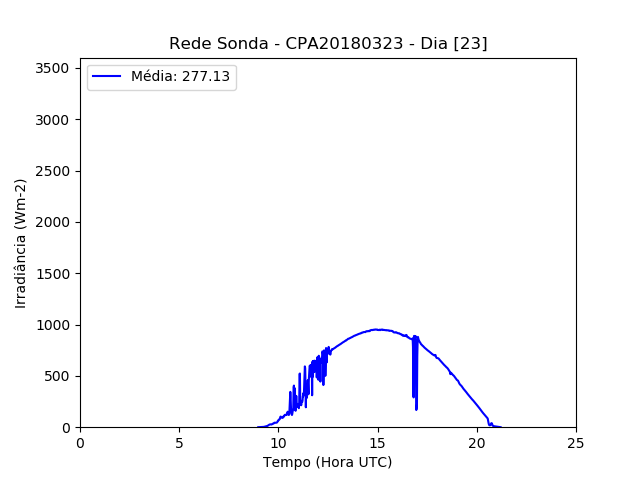 Rede Sonda - CPA20180323 - Dia [23]
Média: 277.13
3500
3000
2500
2000
1500
1000
500
0
Irradiância (Wm-2)
0 5 10 15 20 25
Tempo (Hora UTC)